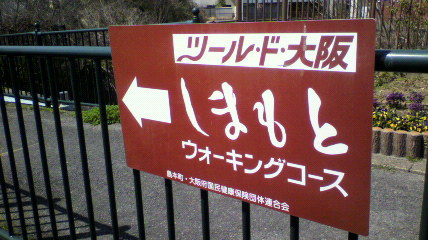 ツール・ド・大阪
しまもと
ウオーキングコース
島本町・大阪府国民健康保険団体連合会